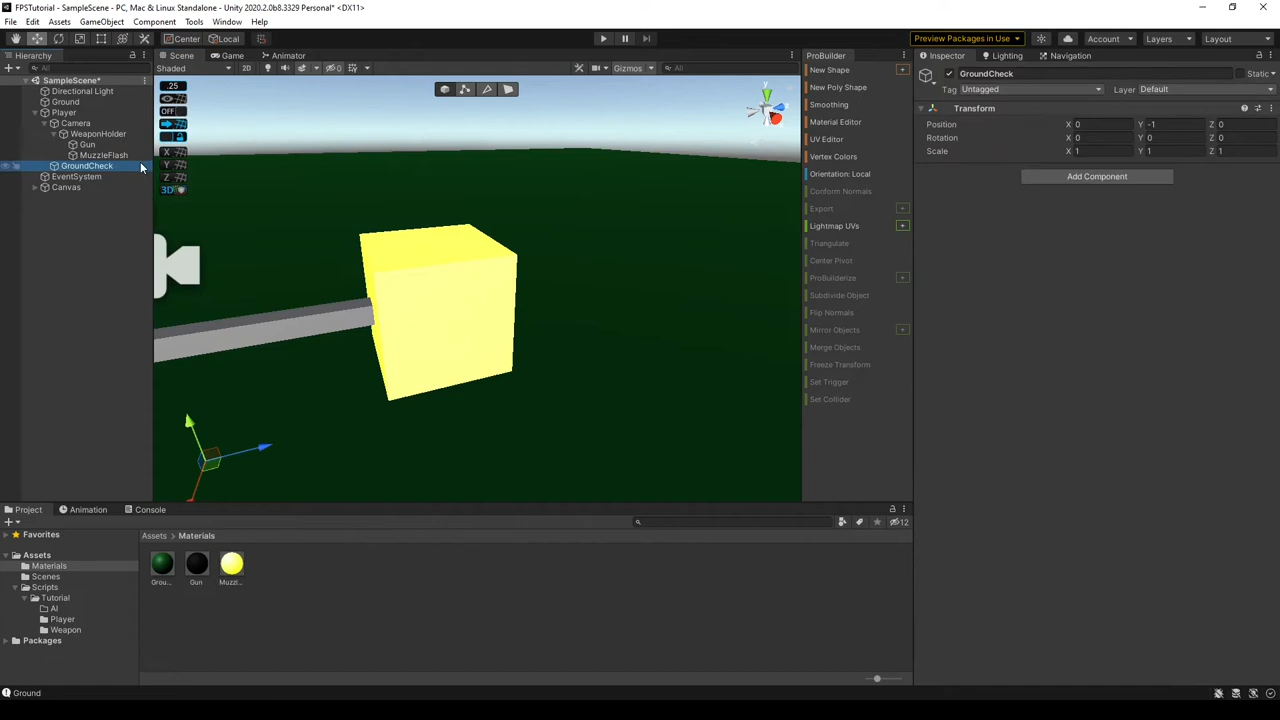 FPSTutorial - SampleScene - PC, Mac & Linux Standalone - Unity 2020.2.0b8.3329 Personal* <DX11>
File Edit Assets GameObject Component Tools Window Help
Center Local Preview Packages in Use Account Layers Layout
Hierarchy Scene Game Animator ProBuilder Inspector Lighting Navigation
All Shaded 2D 0 Gizmos All
SampleScene*
Directional Light
Ground
Player
Camera
WeaponHolder
Gun
MuzzleFlash
GroundCheck
EventSystem
Canvas
.25
OFF
X
Y
Z
3D
y
New Shape
New Poly Shape
Smoothing
Material Editor
UV Editor
Vertex Colors
Orientation: Local
Conform Normals
Export
Lightmap UVs
Triangulate
Center Pivot
ProBuilderize
Subdivide Object
Flip Normals
Mirror Objects
Merge Objects
Freeze Transform
Set Trigger
Set Collider
GroundCheck Static
Tag Untagged Layer Default
Transform
Position X 0 Y -1 Z 0
Rotation X 0 Y 0 Z 0
Scale X 1 Y 1 Z 1
Add Component
Project Animation Console
12
Favorites
Assets
Materials
Scenes
Scripts
Tutorial
AI
Player
Weapon
Packages
Assets > Materials
Grou... Gun Muzzl...
Ground